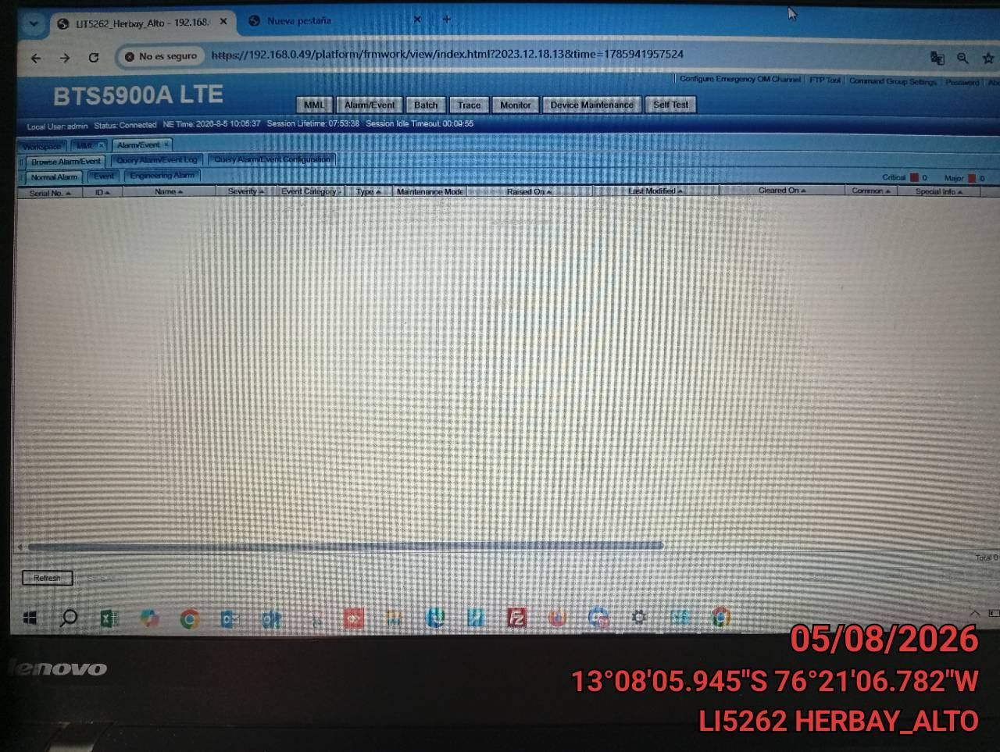 LIT5262_Herbay_Alto - 192.168.
Nueva pestaña
No es seguro
https://192.168.0.49/platform/frmwork/view/index.html?2023.12.18.13&time=1785941957524
Configure Emergency OM Channel | FTP Tool | Command Group Settings | Password |
BTS5900A LTE
MML Alarm/Event Batch Trace Monitor Device Maintenance Self Test
Local User: admin Status: Connected NE Time: 2026-8-5 10:05:37 Session Lifetime: 07:53:38 Session Idle Timeout: 00:09:55
Workspace MML Alarm/Event
Browse Alarm/Event Query Alarm/Event Log Query Alarm/Event Configuration
Normal Alarm Event Engineering Alarm
Critical 0 Major 0
Serial No. ID Name Severity Event Category Type Maintenance Mode Raised On Last Modified Cleared On Common Special Info
Total 0
Refresh
lenovo
05/08/2026
13°08'05.945"S 76°21'06.782"W
LI5262 HERBAY_ALTO